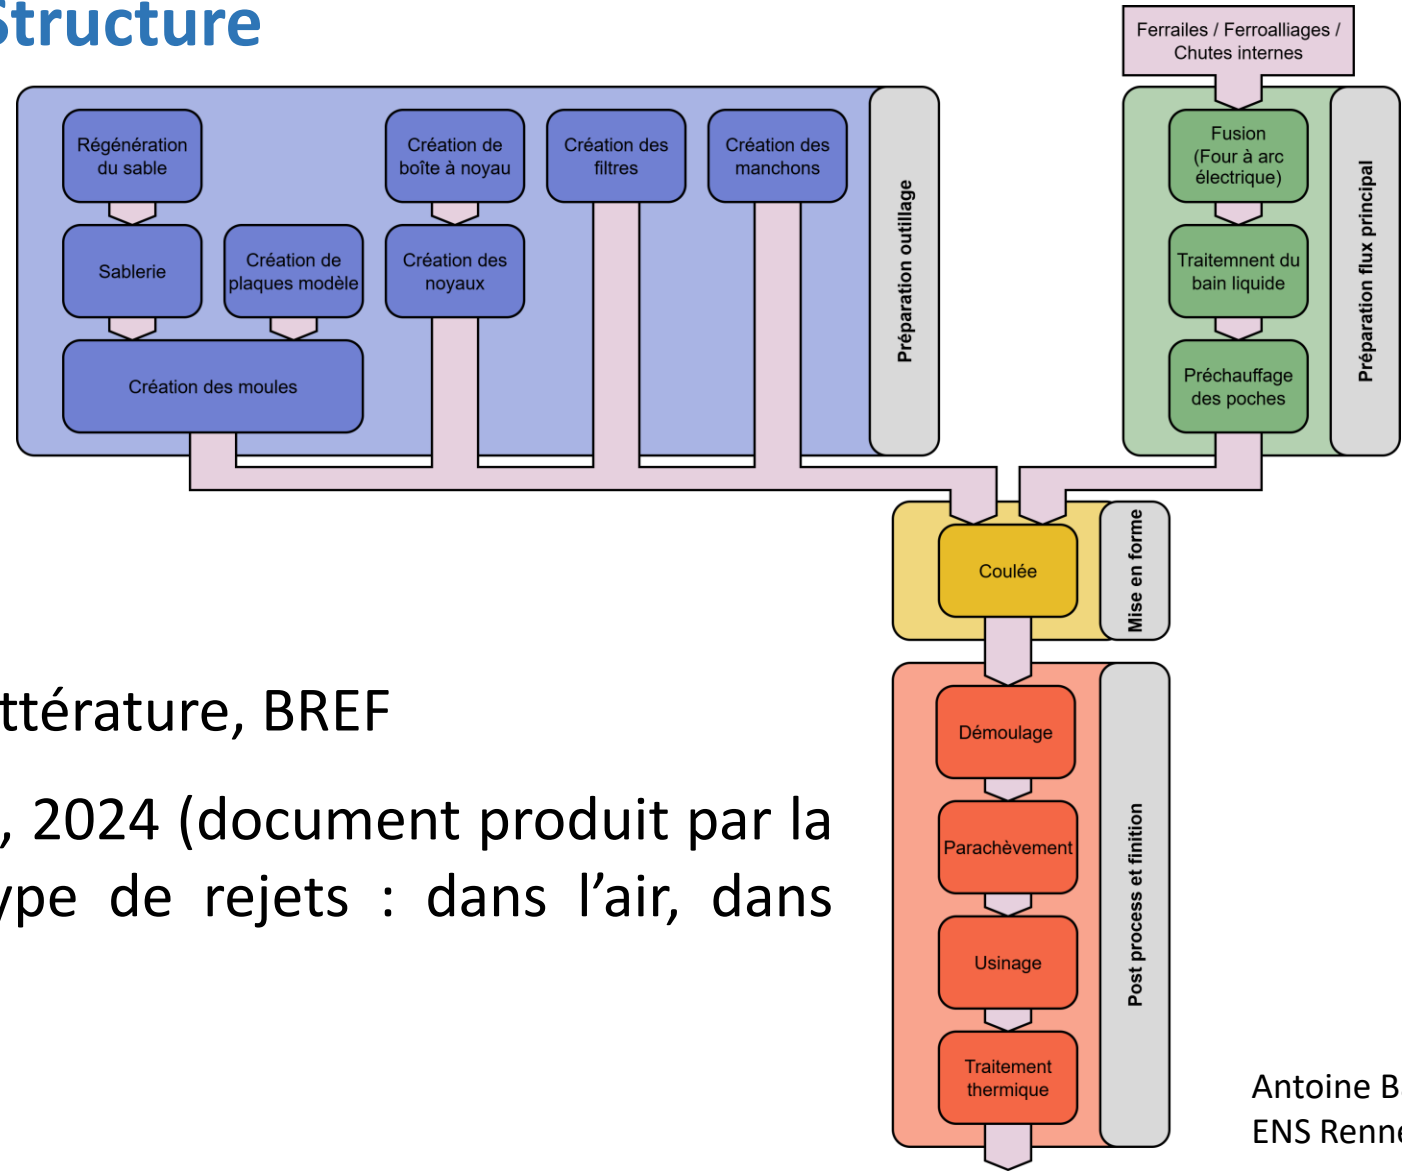 Structure
Ferrailes / Ferroalliages /
Chutes internes
Régénération
du sable
Création de
boîte à noyau
Création des
filtres
Création des
manchons
Sablerie
Création de
plaques modèle
Création des
noyaux
Création des moules
Préparation outillage
Fusion
(Four à arc
électrique)
Traitemnent du
bain liquide
Préchauffage
des poches
Préparation flux principal
Coulée
Mise en forme
ttérature, BREF
, 2024 (document produit par la
ype de rejets : dans l’air, dans
Démoulage
Parachèvement
Usinage
Traitement
thermique
Post process et finition
Antoine B
ENS Renne